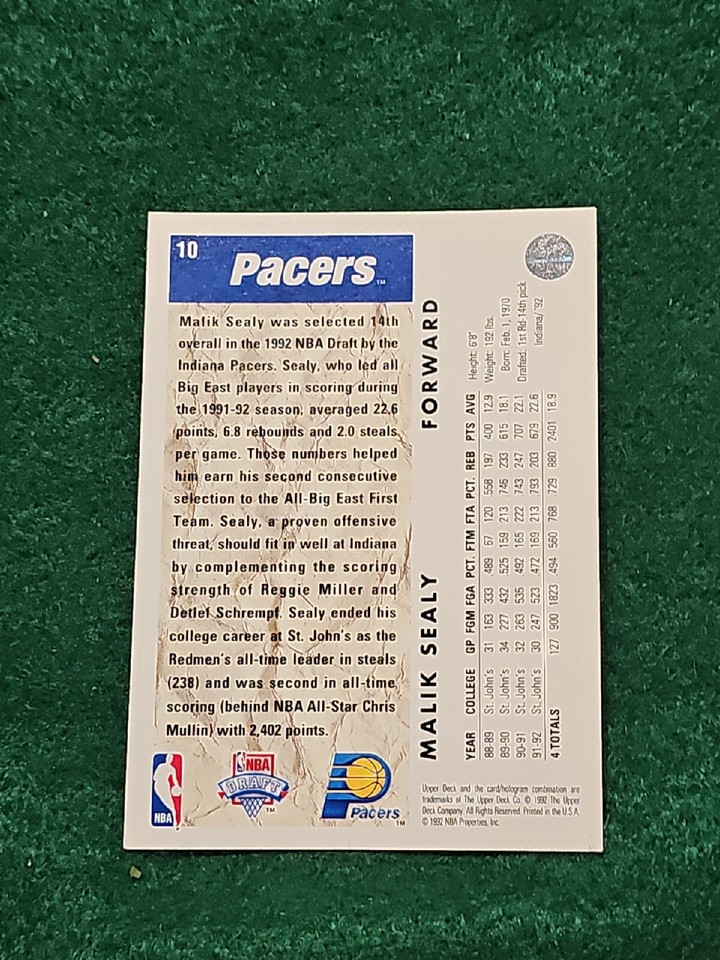 10
Pacers™
Malik Sealy was selected 14th
overall in the 1992 NBA Draft by the
Indiana Pacers. Sealy, who led all
Big East players in scoring during
the 1991-92 season, averaged 22.6
points, 6.8 rebounds and 2.0 steals
per game. Those numbers helped
him earn his second consecutive
selection to the All-Big East First
Team. Sealy, a proven offensive
threat, should fit in well at Indiana
by complementing the scoring
strength of Reggie Miller and
Detlef Schrempf. Sealy ended his
college career at St. John's as the
Redmen's all-time leader in steals
(238) and was second in all-time
scoring (behind NBA All-Star Chris
Mullin) with 2,402 points.
NBA
NBA
DRAFT™
Pacers™
MALIK SEALY FORWARD
Height: 6'8"
Weight: 192 lbs.
Born: Feb. 1, 1970
Drafted: 1st Rd-14th pick
Indiana/'92
YEAR COLLEGE GP FGM FGA PCT. FTM FTA PCT. REB PTS AVG
88-89 St. John's 31 163 333 489 67 120 558 197 400 12.9
89-90 St. John's 34 227 432 525 159 213 746 233 615 18.1
90-91 St. John's 32 263 535 492 165 222 743 247 707 22.1
91-92 St. John's 30 247 523 472 169 213 793 203 679 22.6
4 TOTALS 127 900 1823 494 560 768 729 880 2401 18.9
Upper Deck and the card/hologram combination are
trademarks of The Upper Deck Co. © 1992 The Upper
Deck Company. All Rights Reserved. Printed in the U.S.A.
© 1992 NBA Properties, Inc.